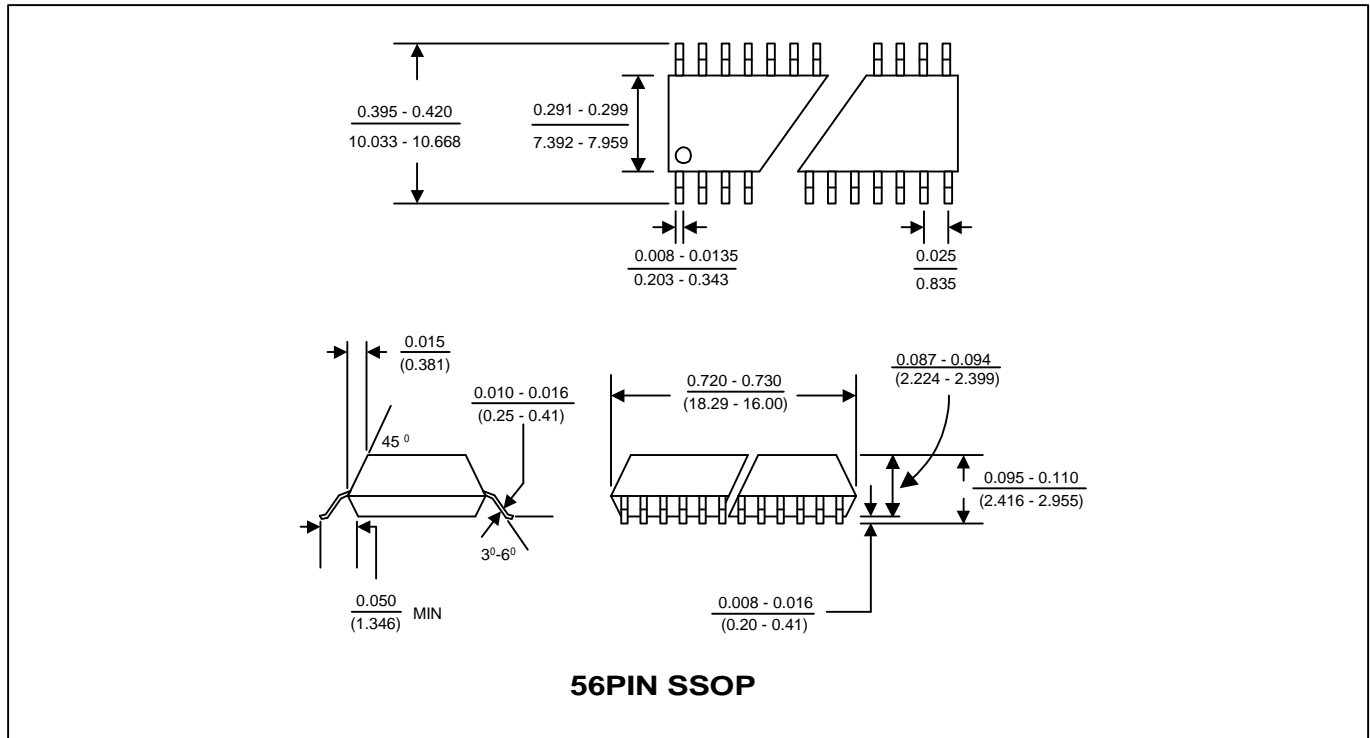 0.395 - 0.420
10.033 - 10.668
0.291 - 0.299
7.392 - 7.959
0.008 - 0.0135
0.203 - 0.343
0.025
0.835
0.015
(0.381)
0.010 - 0.016
(0.25 - 0.41)
45 ⁰
3⁰-6⁰
0.050
(1.346)
MIN
0.720 - 0.730
(18.29 - 16.00)
0.087 - 0.094
(2.224 - 2.399)
0.095 - 0.110
(2.416 - 2.955)
0.008 - 0.016
(0.20 - 0.41)
56PIN SSOP